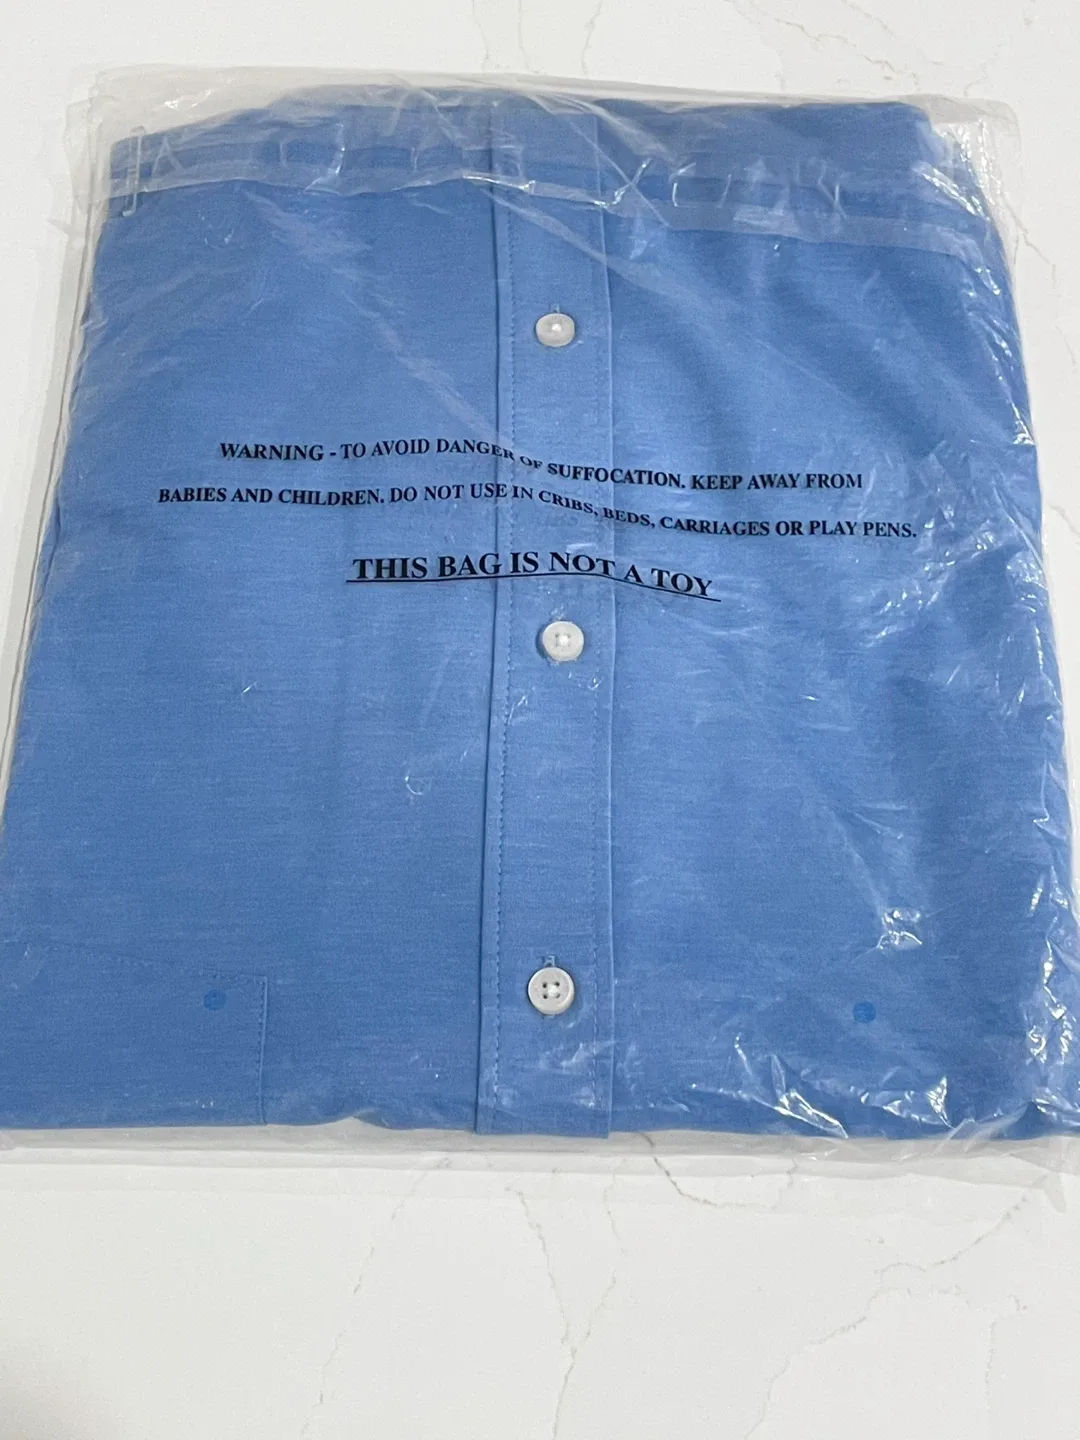 WARNING - TO AVOID DANGER OF SUFFOCATION. KEEP AWAY FROM
BABIES AND CHILDREN. DO NOT USE IN CRIBS, BEDS, CARRIAGES OR PLAY PENS.
THIS BAG IS NOT A TOY